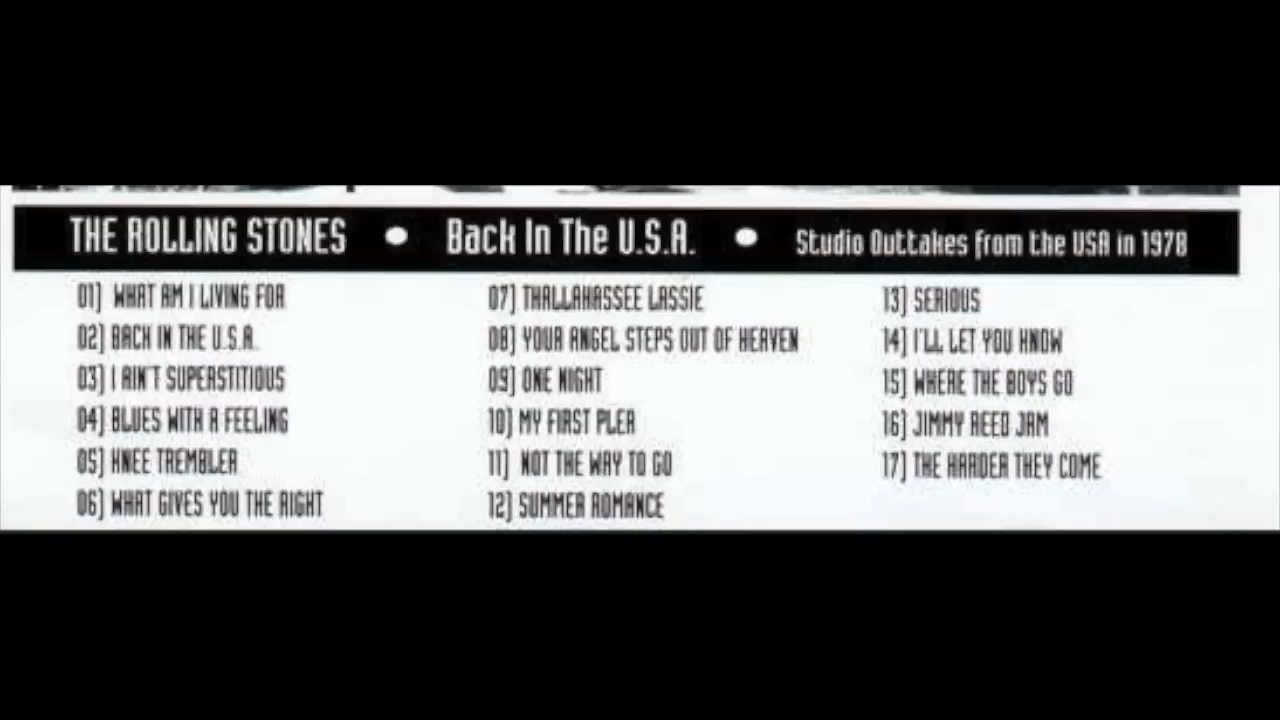 THE ROLLING STONES • Back In The U.S.A. • Studio Outtakes from the USA in 1978
01] WHAT AM I LIVING FOR
02] BACK IN THE U.S.A.
03] I AIN'T SUPERSTITIOUS
04] BLUES WITH A FEELING
05] KNEE TREMBLER
06] WHAT GIVES YOU THE RIGHT
07] THALLAHASSEE LASSIE
08] YOUR ANGEL STEPS OUT OF HEAVEN
09] ONE NIGHT
10] MY FIRST PLEA
11] NOT THE WAY TO GO
12] SUMMER ROMANCE
13] SERIOUS
14] I'LL LET YOU KNOW
15] WHERE THE BOYS GO
16] JIMMY REED JAM
17] THE HARDER THEY COME